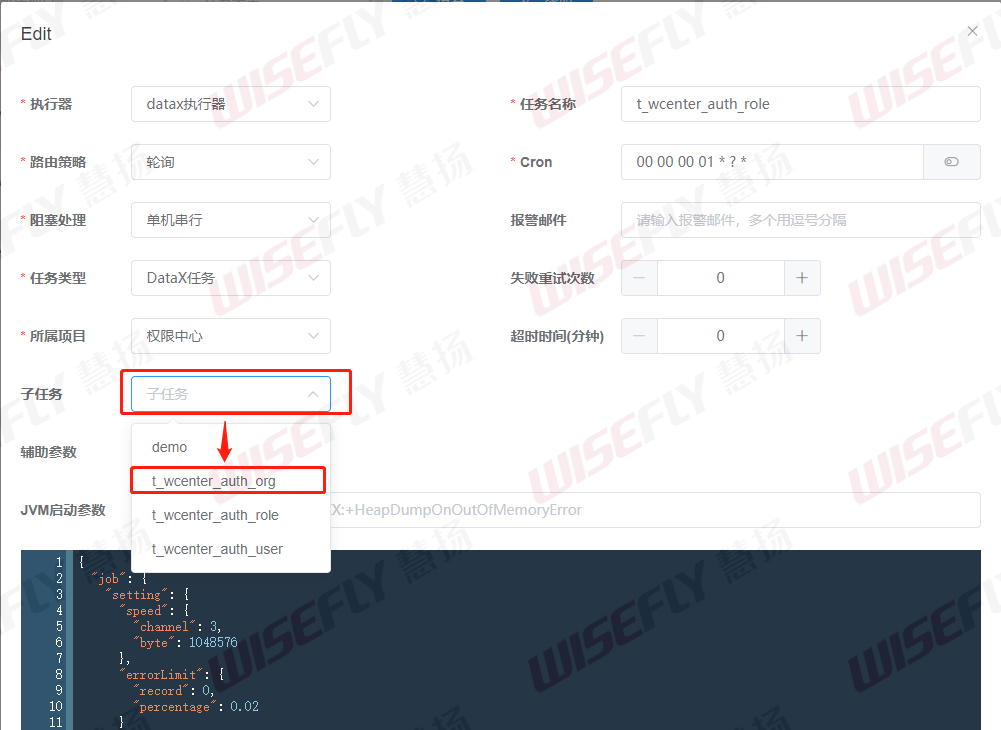 Edit
* 执行器
datax执行器
* 任务名称
t_wcenter_auth_role
* 路由策略
轮询
* Cron
00 00 00 01 * ? *
* 阻塞处理
单机串行
报警邮件
请输入报警邮件，多个用逗号分隔
* 任务类型
DataX任务
失败重试次数
0
* 所属项目
权限中心
超时时间(分钟)
0
子任务
子任务
demo
辅助参数
t_wcenter_auth_org
JVM启动参数
X:+HeapDumpOnOutOfMemoryError
t_wcenter_auth_role
t_wcenter_auth_user
1 {
2 "job": {
3 "setting": {
4 "speed": {
5 "channel": 3,
6 "byte": 1048576
7 },
8 "errorLimit": {
9 "record": 0,
10 "percentage": 0.02
11 }
WISEFLY 慧扬